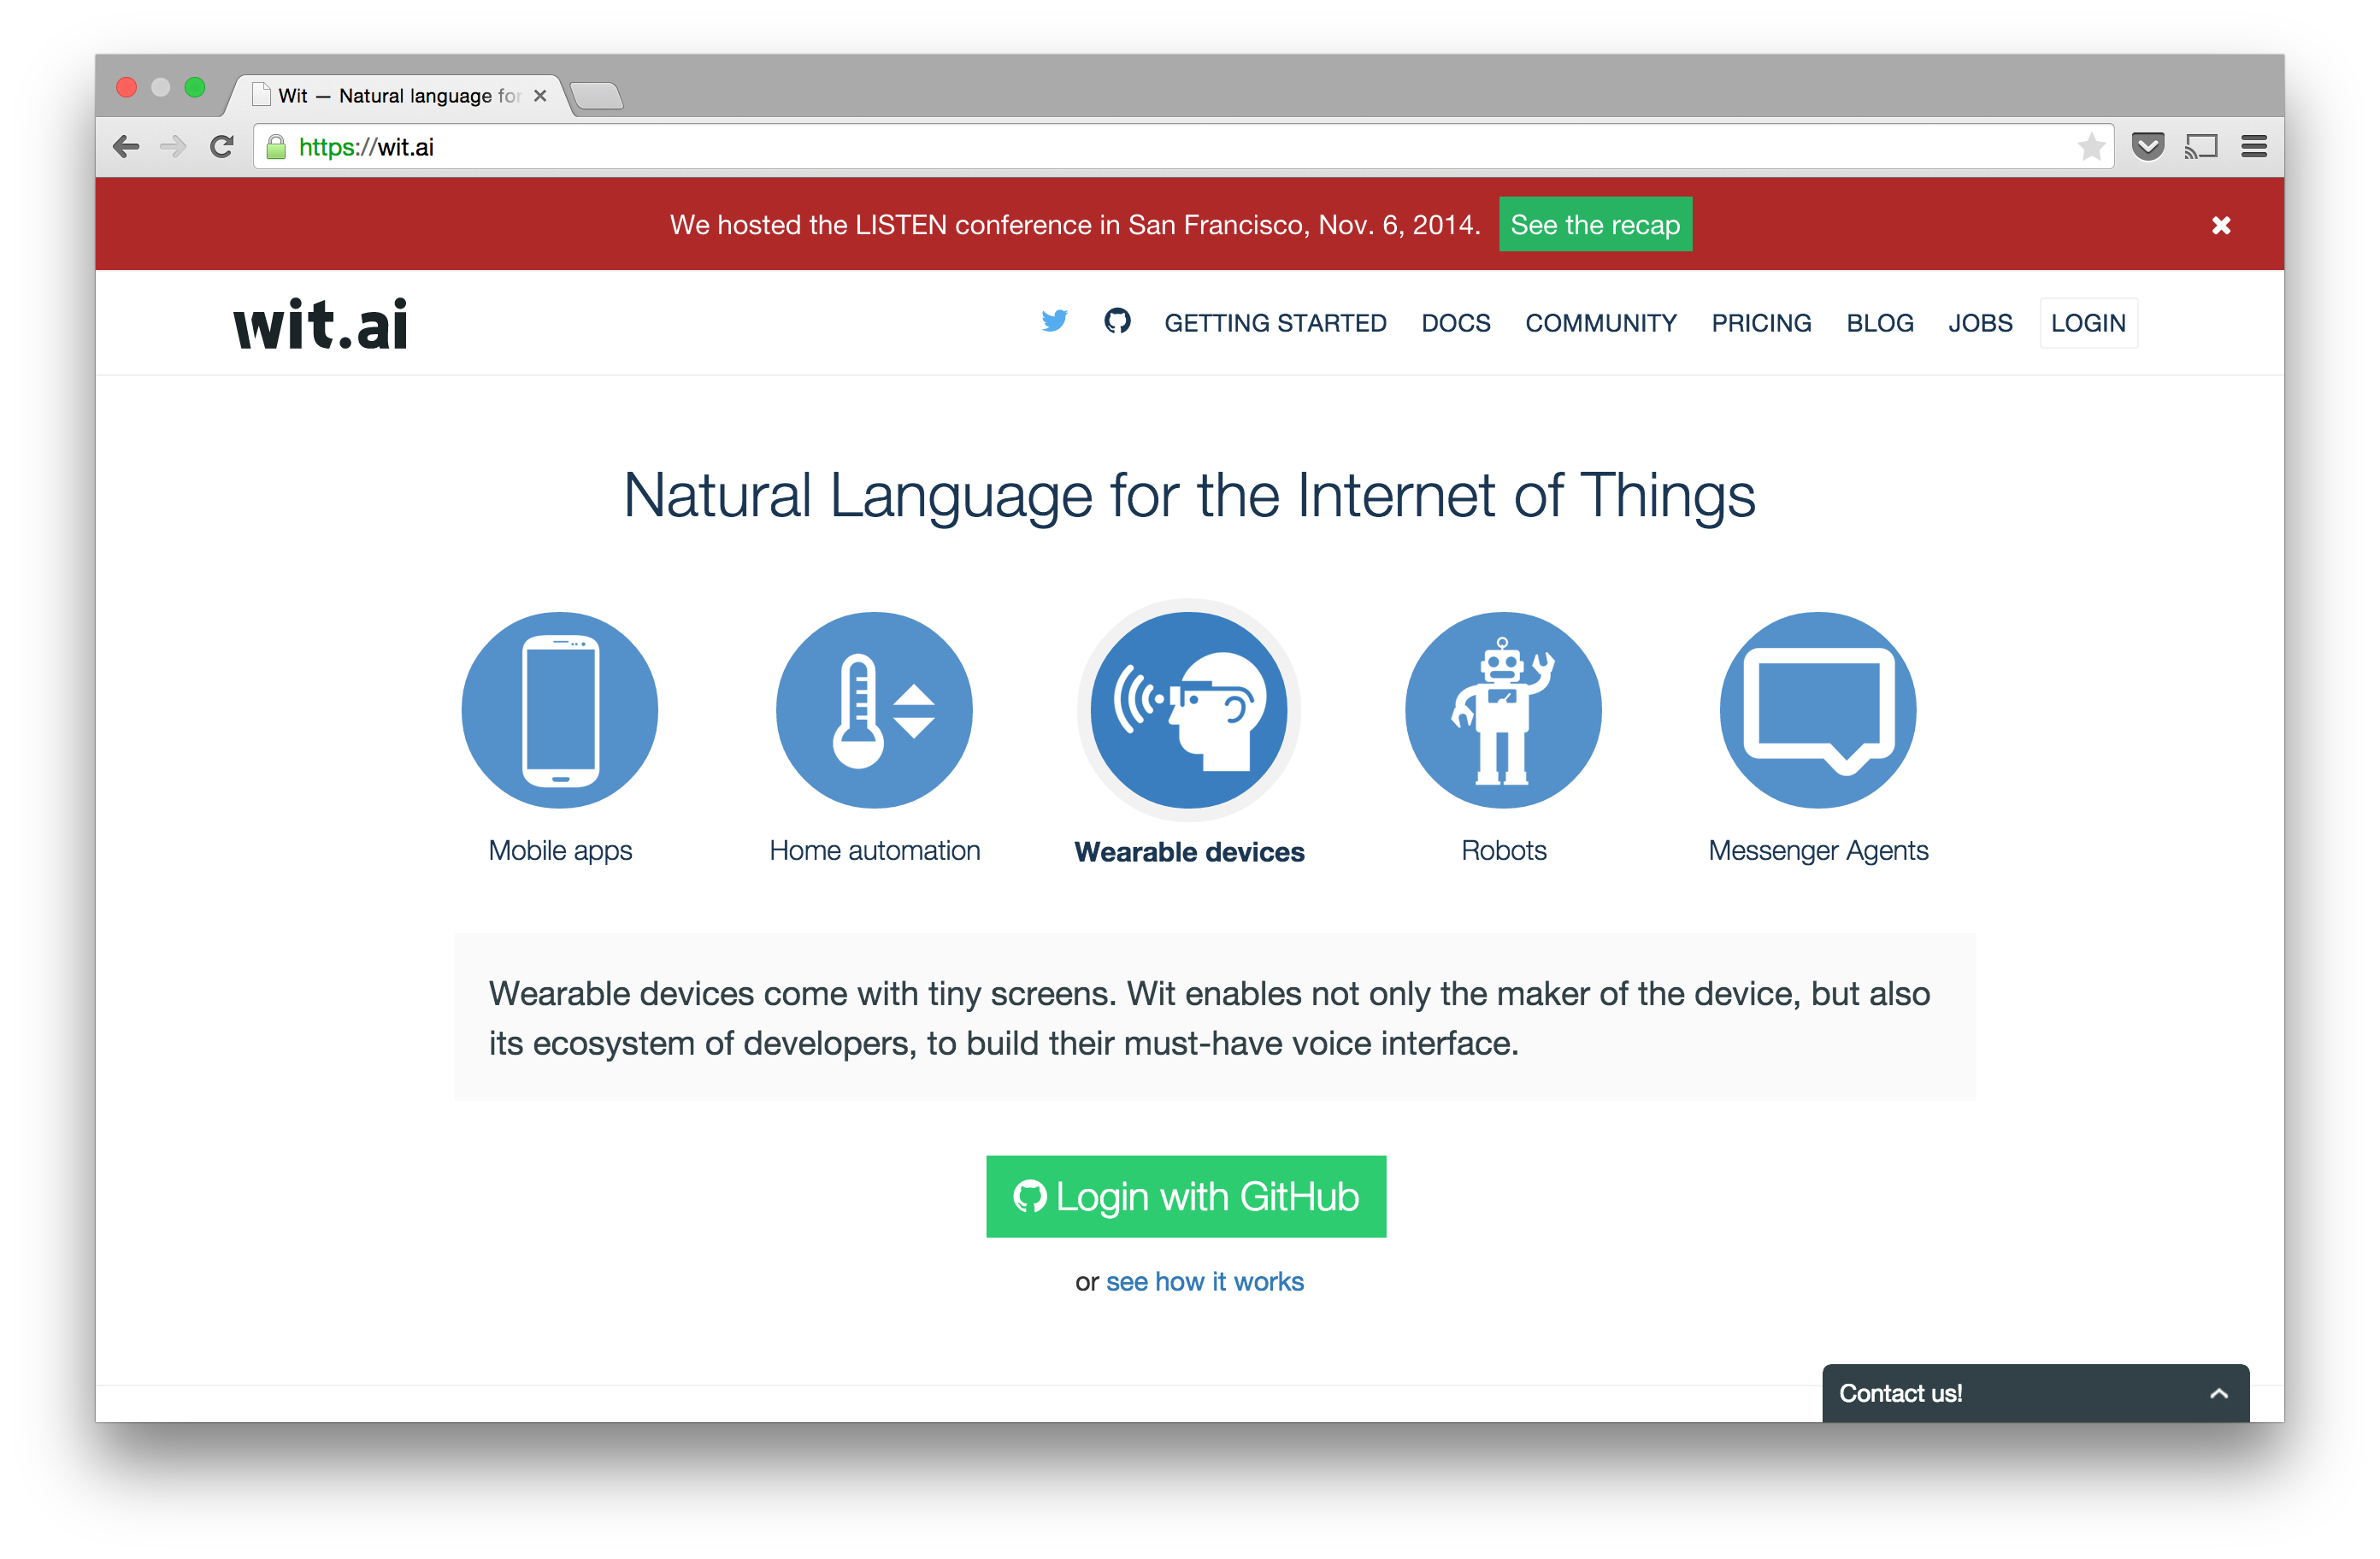 Wit — Natural language for
https://wit.ai
We hosted the LISTEN conference in San Francisco, Nov. 6, 2014. See the recap
wit.ai
GETTING STARTED DOCS COMMUNITY PRICING BLOG JOBS LOGIN
Natural Language for the Internet of Things
Mobile apps Home automation Wearable devices Robots Messenger Agents
Wearable devices come with tiny screens. Wit enables not only the maker of the device, but also
its ecosystem of developers, to build their must-have voice interface.
Login with GitHub
or see how it works
Contact us!